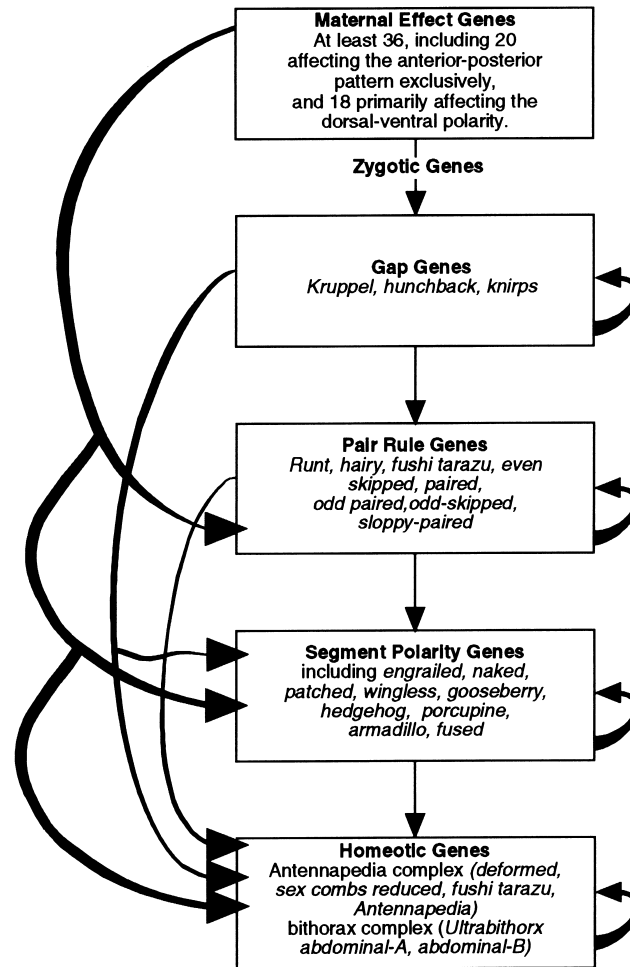 Maternal Effect Genes
At least 36, including 20
affecting the anterior-posterior
pattern exclusively,
and 18 primarily affecting the
dorsal-ventral polarity.
Zygotic Genes
Gap Genes
Kruppel, hunchback, knirps
Pair Rule Genes
Runt, hairy, fushi tarazu, even
skipped, paired,
odd paired,odd-skipped,
sloppy-paired
Segment Polarity Genes
including engrailed, naked,
patched, wingless, gooseberry,
hedgehog, porcupine,
armadillo, fused
Homeotic Genes
Antennapedia complex (deformed,
sex combs reduced, fushi tarazu,
Antennapedia)
bithorax complex (Ultrabithorx
abdominal-A, abdominal-B)